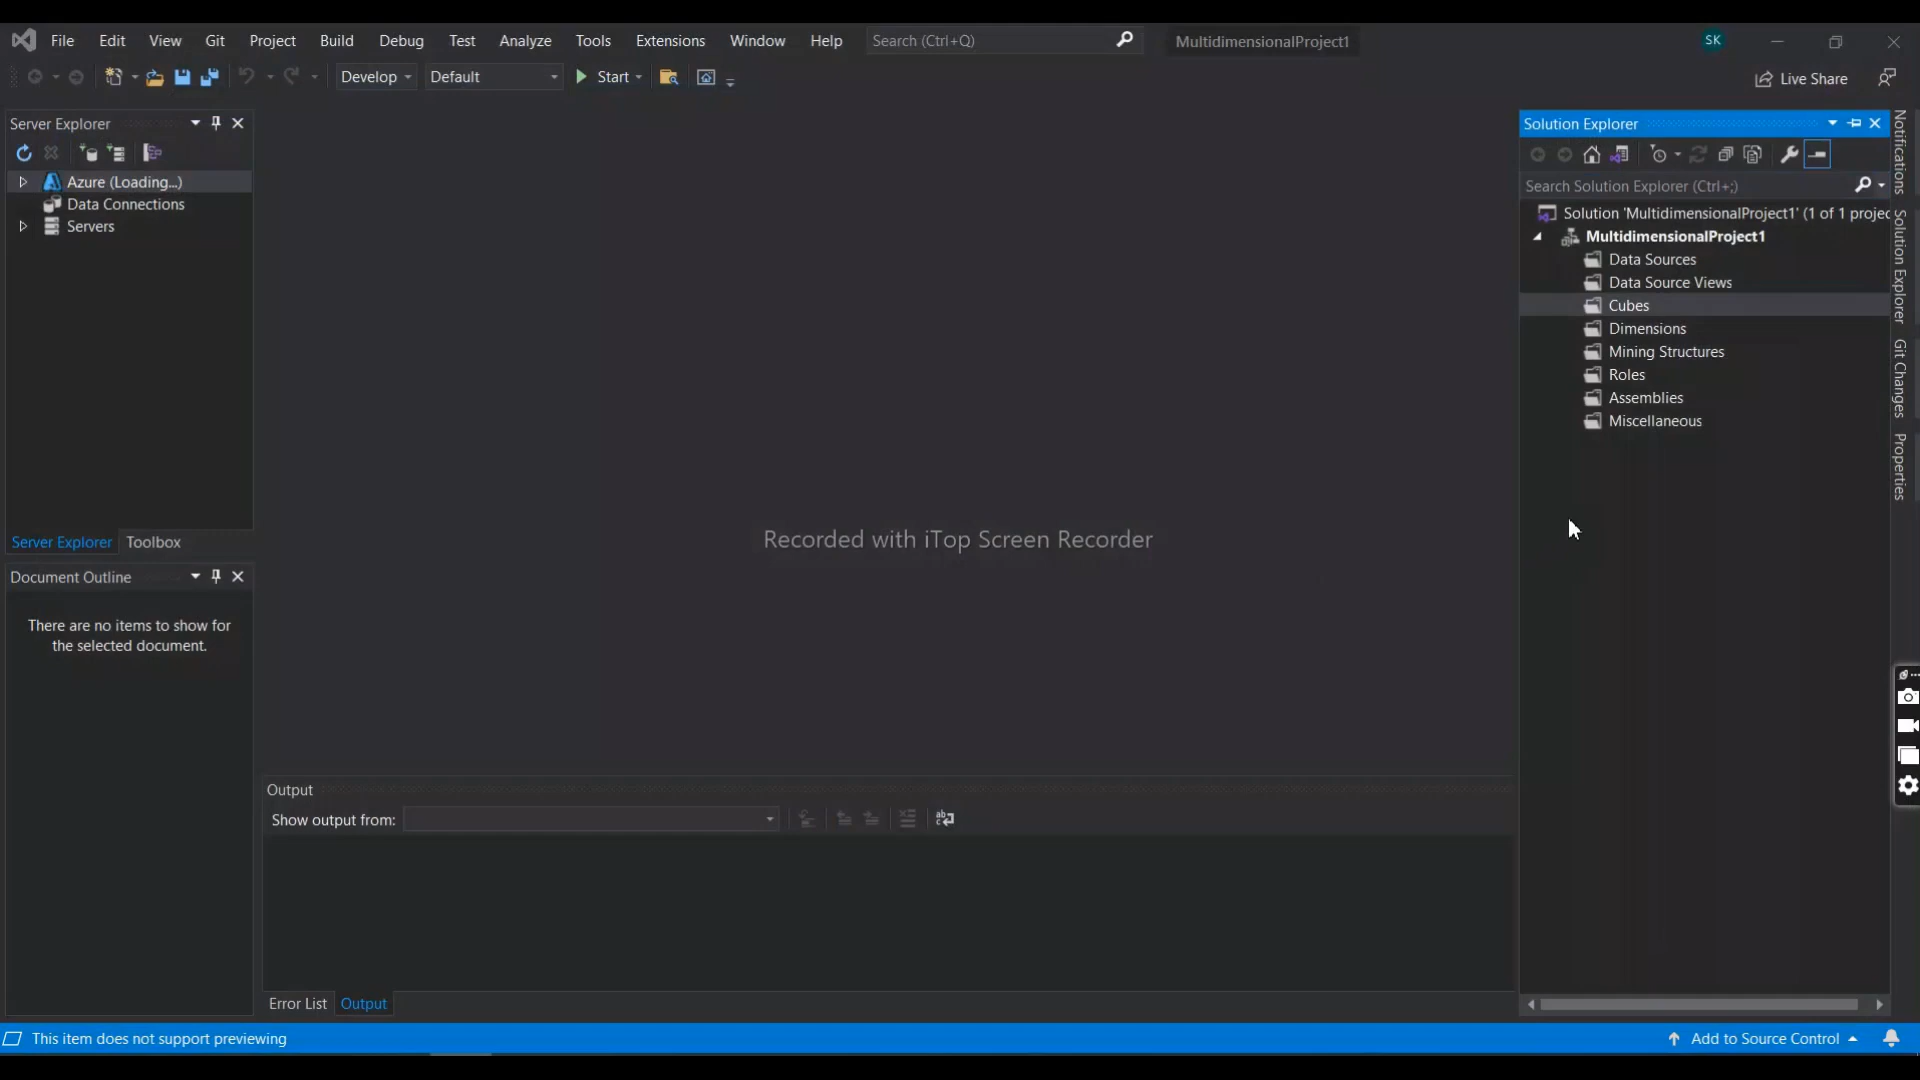 File Edit View Git Project Build Debug Test Analyze Tools Extensions Window Help Search (Ctrl+Q) MultidimensionalProject1 SK
Develop Default Start Live Share
Server Explorer
Azure (Loading...)
Data Connections
Servers
Server Explorer Toolbox
Document Outline
There are no items to show for
the selected document.
Recorded with iTop Screen Recorder
Output
Show output from:
Error List Output
Solution Explorer
Search Solution Explorer (Ctrl+;)
Solution 'MultidimensionalProject1' (1 of 1 projec
MultidimensionalProject1
Data Sources
Data Source Views
Cubes
Dimensions
Mining Structures
Roles
Assemblies
Miscellaneous
Notifications
Solution Explorer
Git Changes
Properties
This item does not support previewing
Add to Source Control